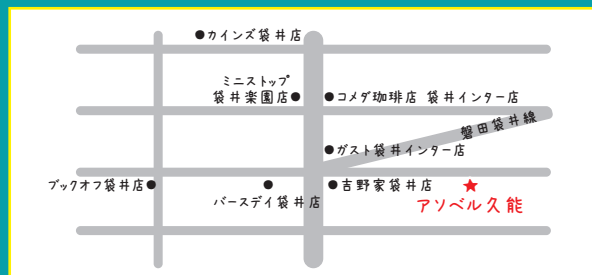 ●カインズ袋井店
ミニストップ
袋井楽園店●
●コメダ珈琲店 袋井インター店
磐田袋井線
●ガスト袋井インター店
ブックオフ袋井店●
●
バースデイ袋井店
●吉野家袋井店
★
アソベル久能